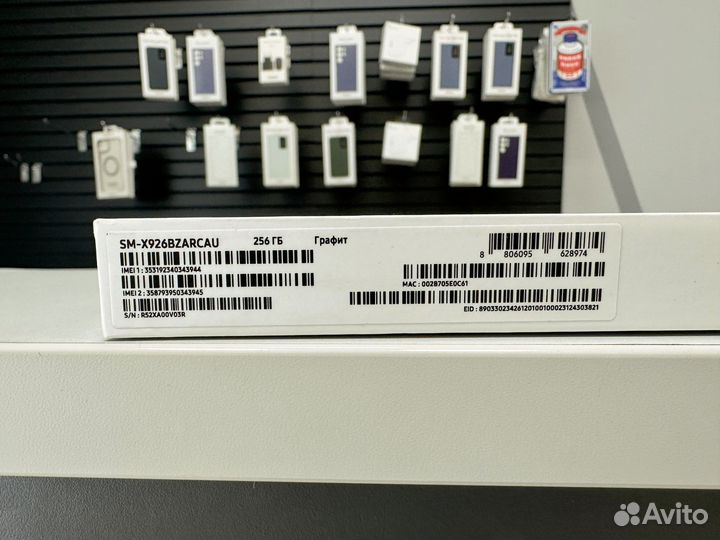 SM-X926BZARCAU 256 ГБ Графит
IMEI 1 : 353192340343944
IMEI 2 : 358793950343945
S/N : R52XA00V03R
8 806095 628974
MAC : 0028705E0C61
EID : 89033023426120100100023124303821
Avito